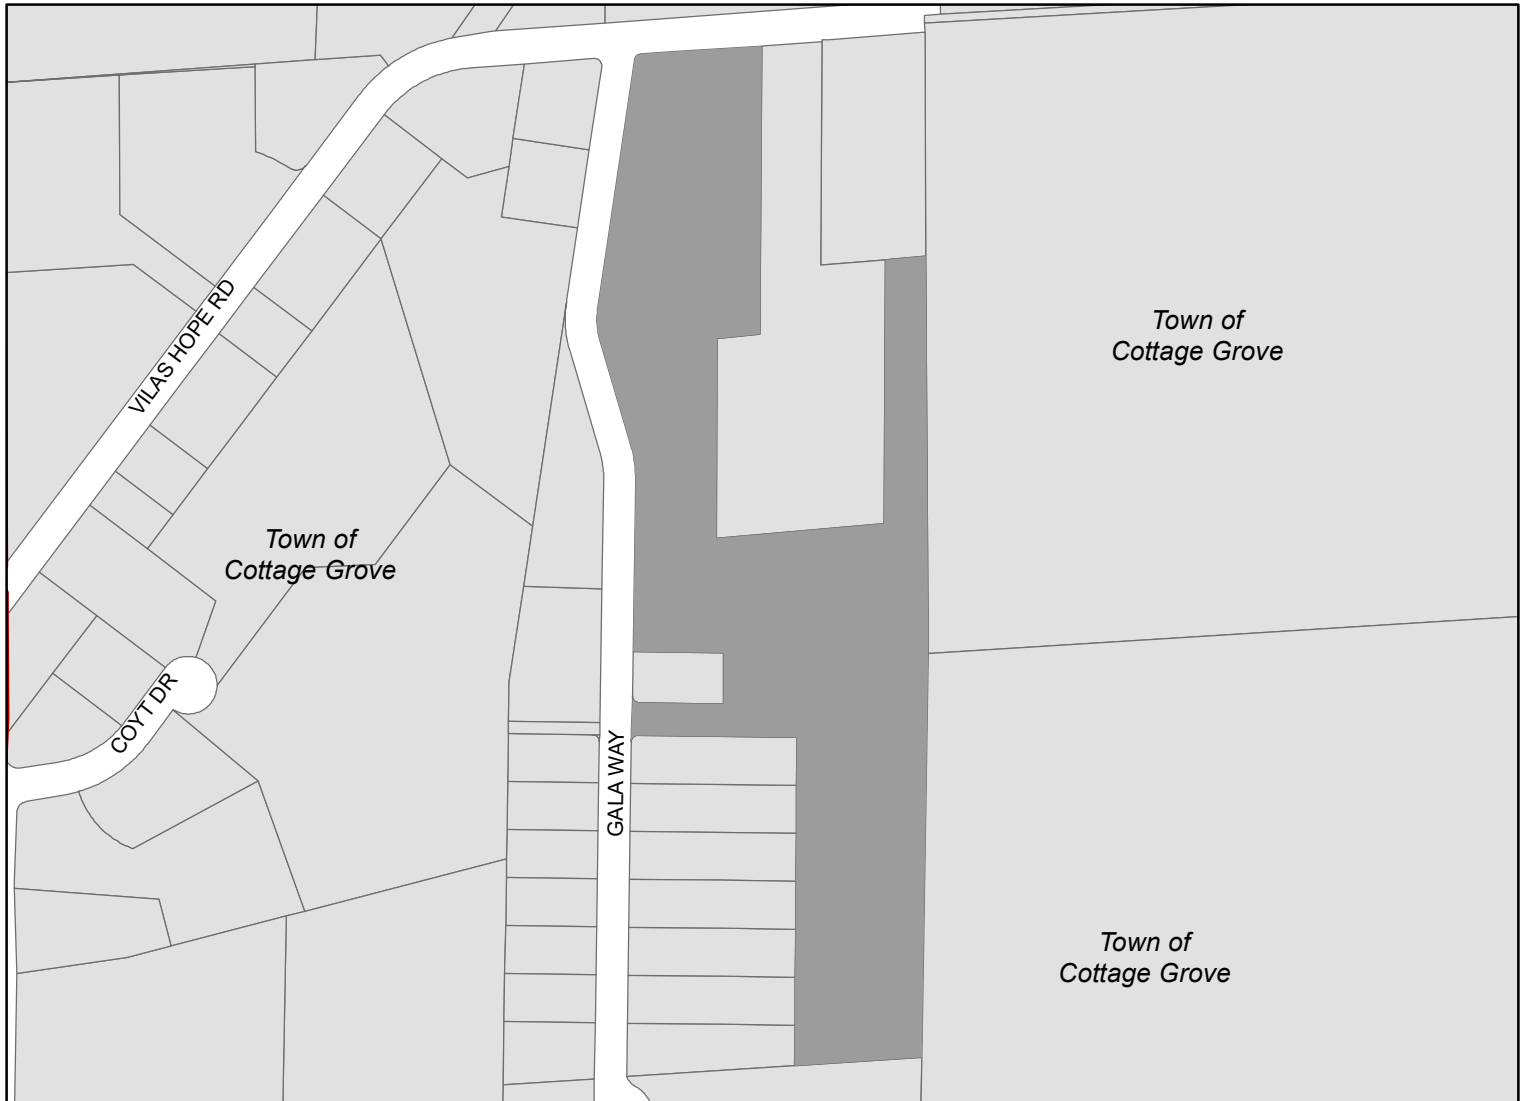 Town of
Cottage Grove
VILAS HOPE RD
Town of
Cottage Grove
COYT DR
GALA WAY
Town of
Cottage Grove